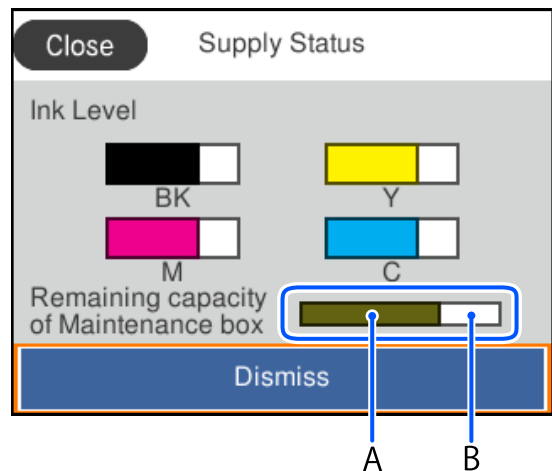 Close
Supply Status
Ink Level
BK
Y
M
C
Remaining capacity
of Maintenance box
Dismiss
A
B